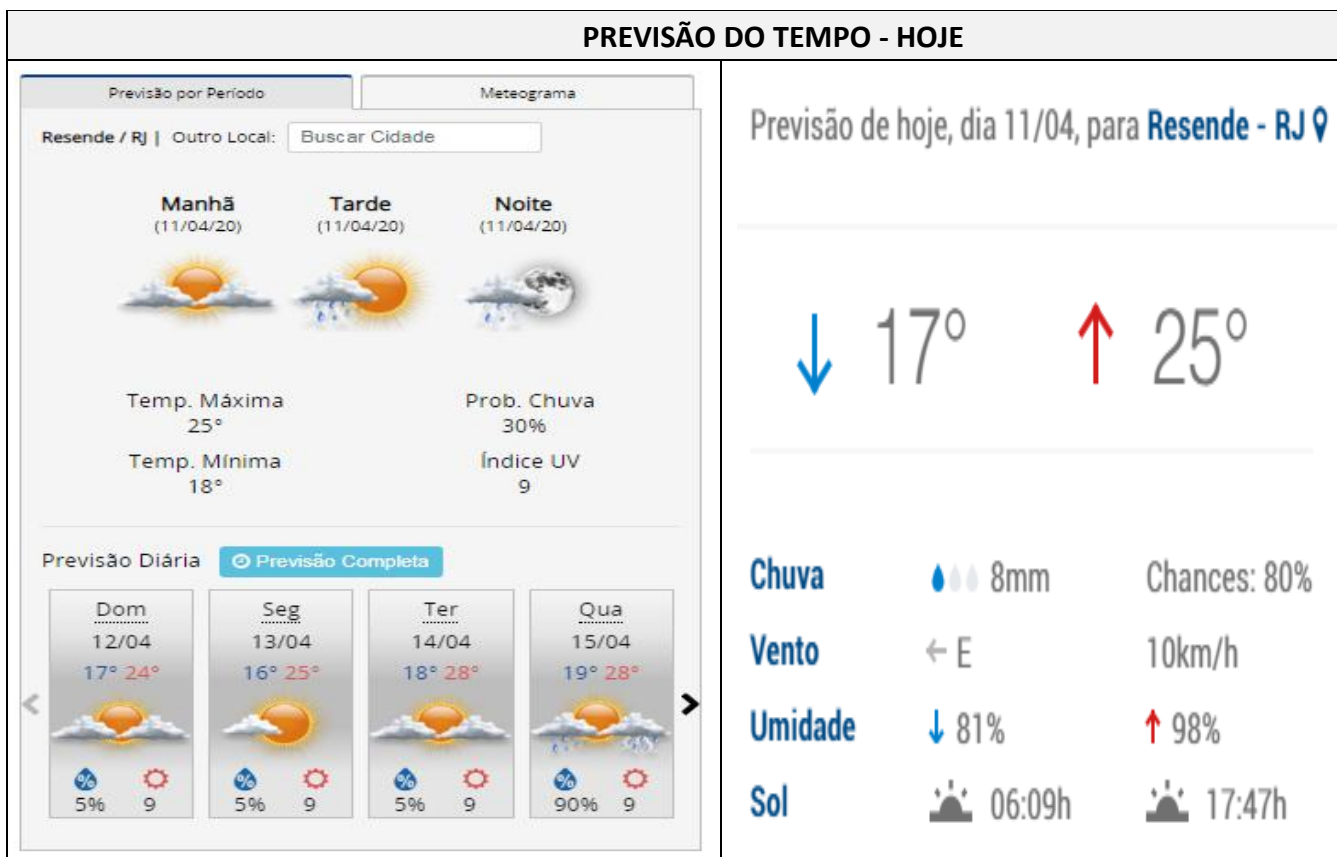 PREVISÃO DO TEMPO - HOJE
Previsão por Período
Meteograma
Resende / RJ | Outro Local: Buscar Cidade
Manhã Tarde Noite
(11/04/20) (11/04/20) (11/04/20)
Temp. Máxima Prob. Chuva
25° 30%
Temp. Mínima Índice UV
18° 9
Previsão Diária Previsão Completa
Dom Seg Ter Qua
12/04 13/04 14/04 15/04
17° 24° 16° 25° 18° 28° 19° 28°
% % % %
5% 9 5% 9 5% 9 90% 9
Previsão de hoje, dia 11/04, para Resende - RJ
↓ 17° ↑ 25°
Chuva 8mm Chances: 80%
Vento ← E 10km/h
Umidade ↓ 81% ↑ 98%
Sol 06:09h 17:47h